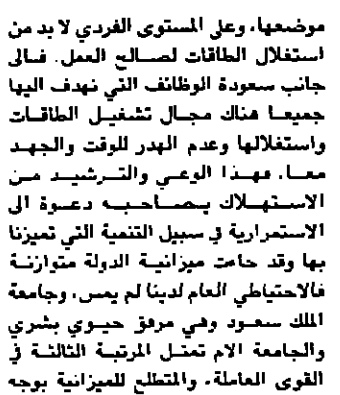 موضعها، وعلى المستوى الفردي لا بد من
استغلال الطاقات لصالح العمل. فالى
جانب سعودة الوظائف التي نهدف اليها
جميعا هناك مجال تشغيل الطاقات
واستغلالها وعدم الهدر للوقت والجهد
معا. فهذا الوعي والترشيد من
الاستهلاك يصاحبه دعوة الى
الاستمرارية في سبيل التنمية التي تميزنا
بها وقد جاءت ميزانية الدولة متوازنة
فالاحتياطي العام لدينا لم يمس، وجامعة
الملك سعود وهي مرفق حيوي بشري
والجامعة الام تمثل المرتبة الثالثة في
القوى العاملة، والمتطلع للميزانية بوجه